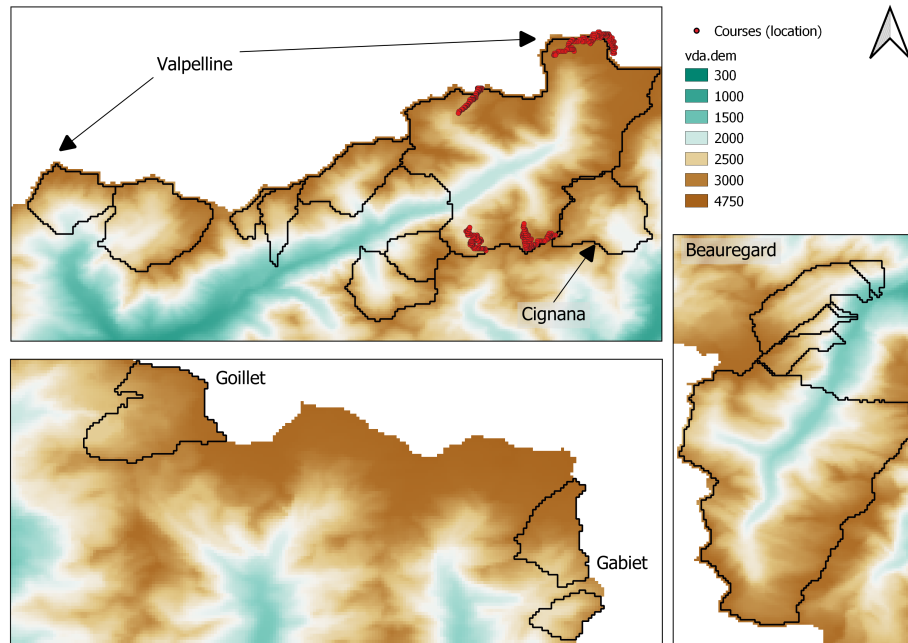 Valpelline
Cignana
Courses (location)
vda.dem
300
1000
1500
2000
2500
3000
4750
Beauregard
Goillet
Gabiet